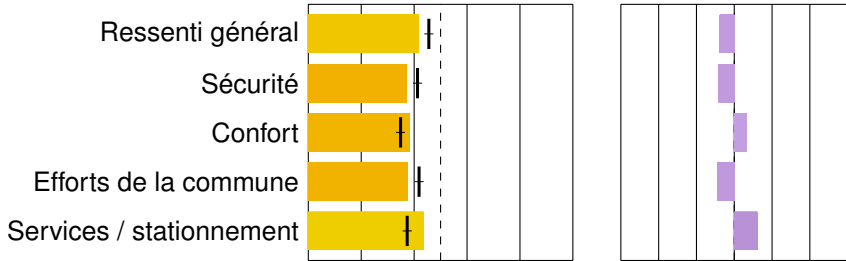 Ressenti général
Sécurité
Confort
Efforts de la commune
Services / stationnement